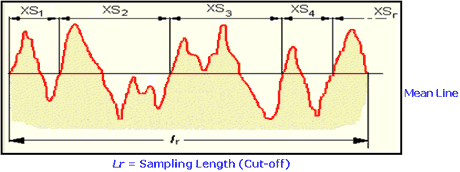 XS1 XS2 XS3 XS4 XSr
Mean Line
ℓr
Lr = Sampling Length (Cut-off)